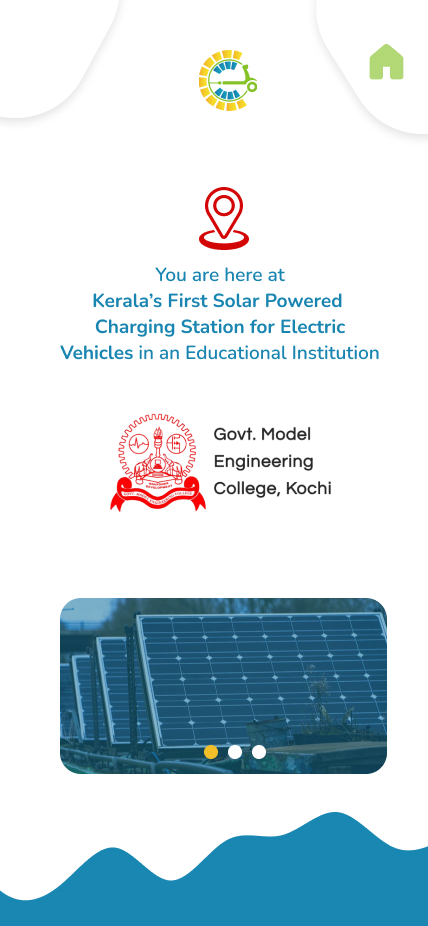 You are here at
Kerala's First Solar Powered
Charging Station for Electric
Vehicles in an Educational Institution
Govt. Model
Engineering
College, Kochi